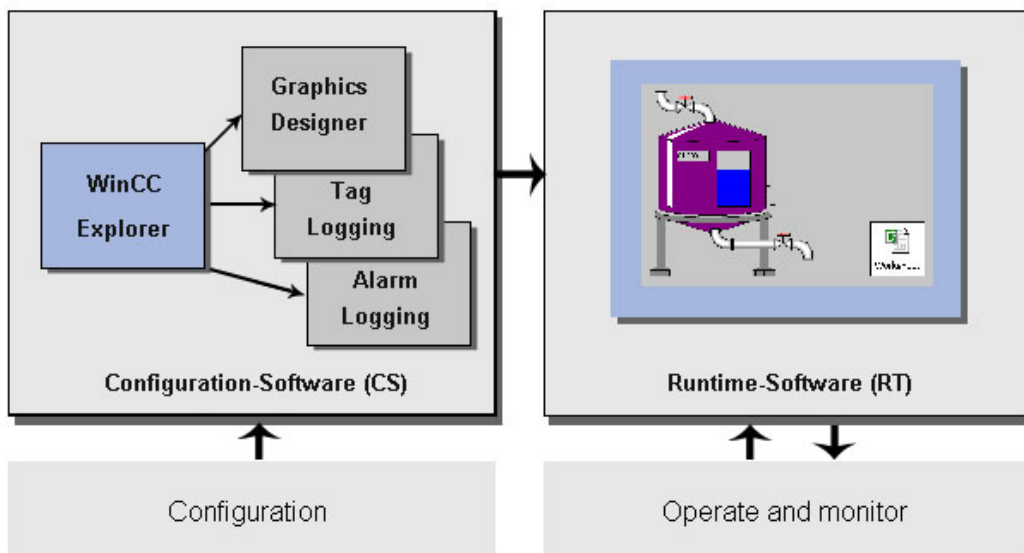 Graphics
Designer
WinCC
Explorer
Tag
Logging
Alarm
Logging
Configuration-Software (CS)
Runtime-Software (RT)
Configuration
Operate and monitor